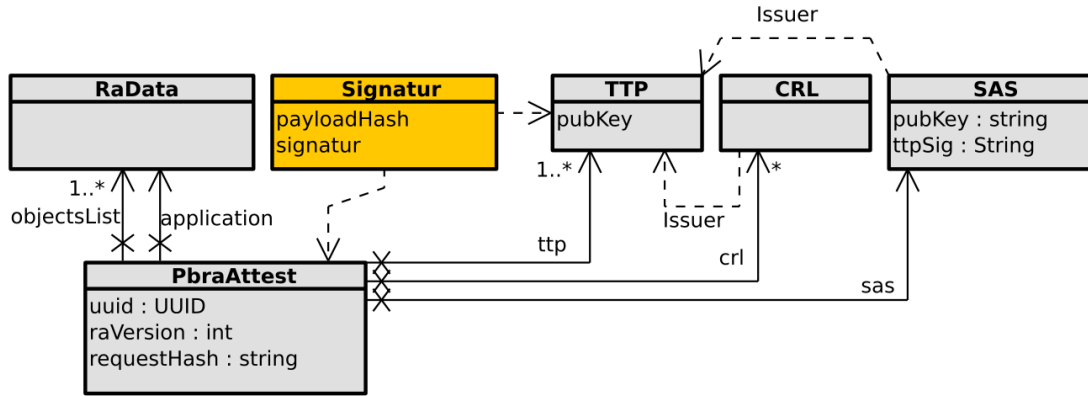 Issuer
RaData
Signatur
payloadHash
signatur
TTP
pubKey
CRL
SAS
pubKey : string
ttpSig : String
1..*
objectsList
application
1..*
ttp
Issuer
*
crl
sas
PbraAttest
uuid : UUID
raVersion : int
requestHash : string